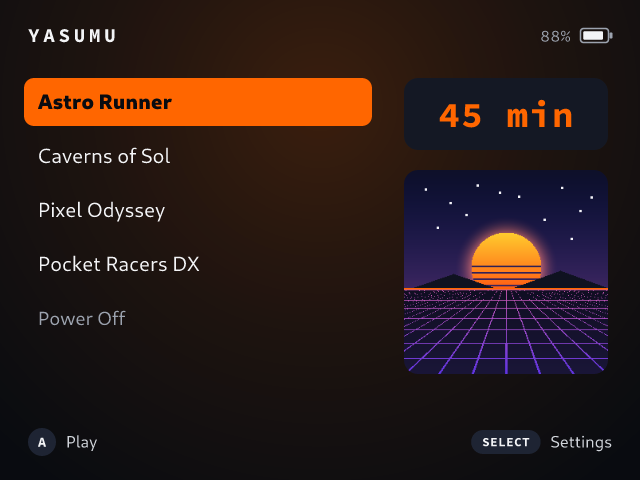 YASUMU
88%
Astro Runner
45 min
Caverns of Sol
Pixel Odyssey
Pocket Racers DX
Power Off
A Play
SELECT Settings